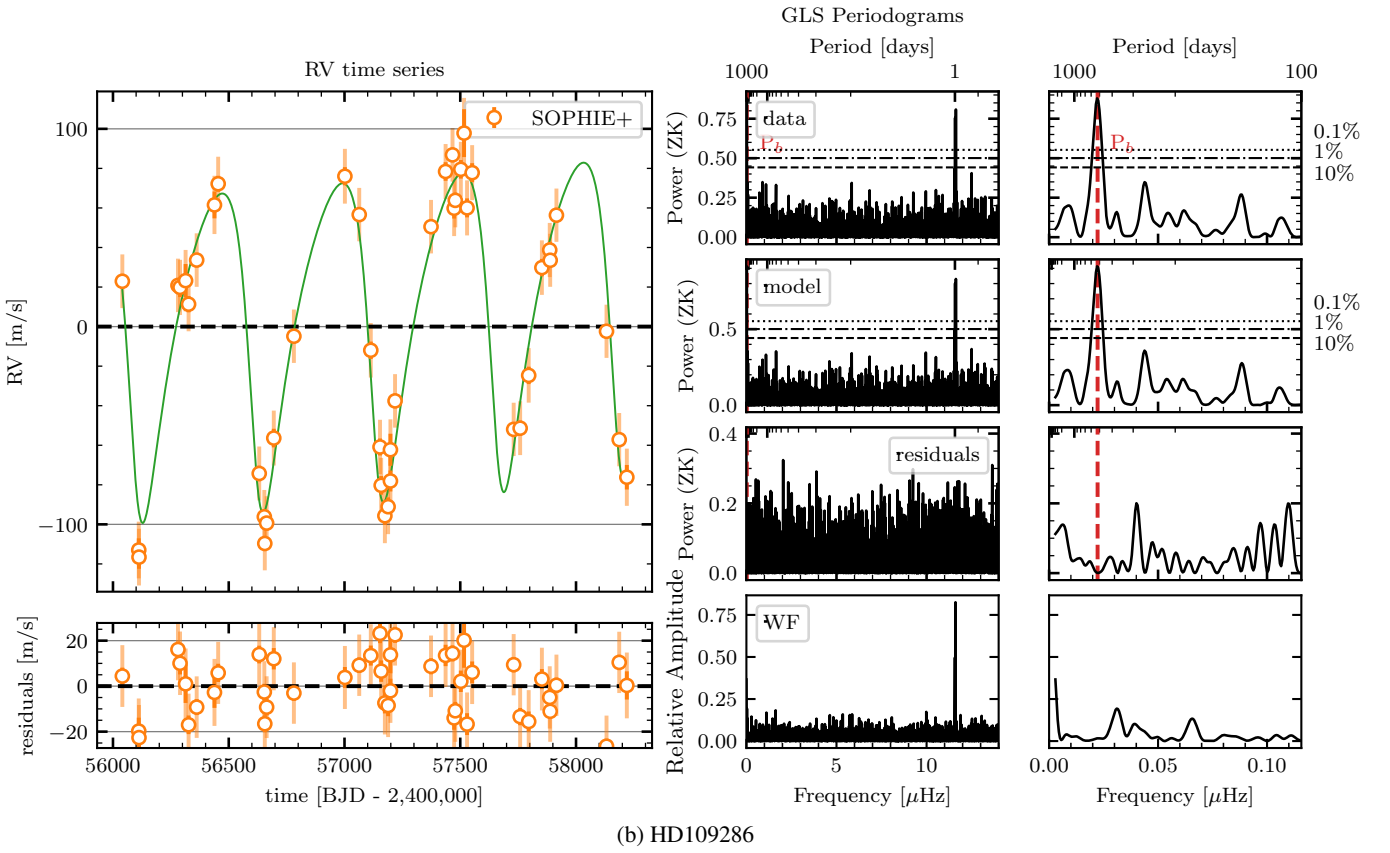 GLS Periodograms
RV time series
Period [days]
Period [days]
1000
1
1000
100
SOPHIE+
RV [m/s]
100
0
−100
residuals [m/s]
20
0
−20
56000
56500
57000
57500
58000
time [BJD - 2,400,000]
data
P_b
Power (ZK)
0.75
0.50
0.25
0.00
P_b
0.1%
1%
10%
model
Power (ZK)
0.5
0.0
0.1%
1%
10%
residuals
Power (ZK)
0.4
0.2
0.0
WF
Relative Amplitude
0.75
0.50
0.25
0.00
0
5
10
Frequency [μHz]
0.00
0.05
0.10
Frequency [μHz]
(b) HD109286